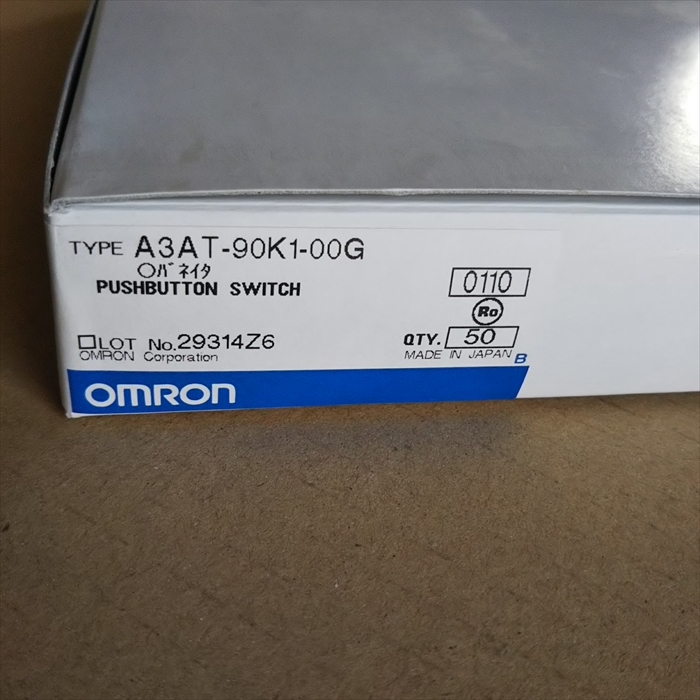 TYPE A3AT-90K1-00G
○バネイタ
PUSHBUTTON SWITCH
0110
Ro
□LOT No.29314Z6
QTY. 50
OMRON Corporation
MADE IN JAPAN B
OMRON